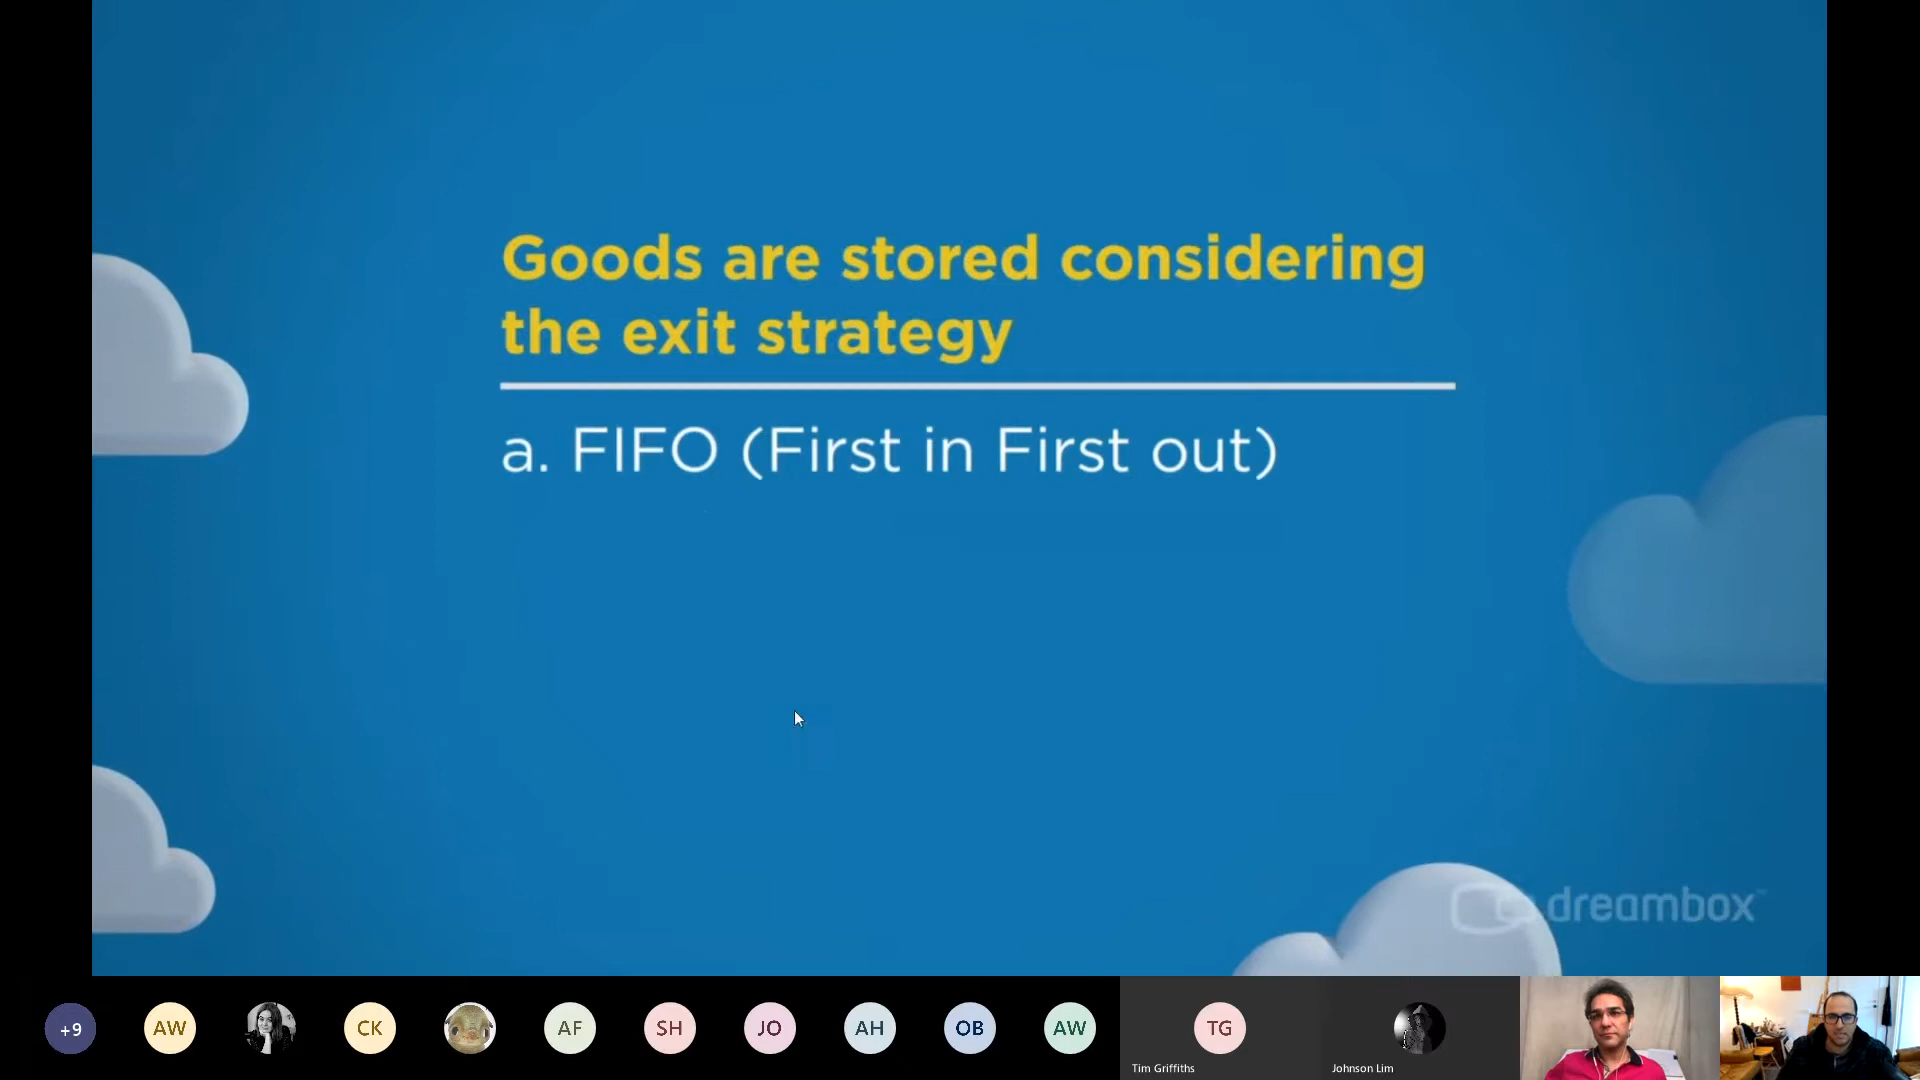 Goods are stored considering
the exit strategy
a. FIFO (First in First out)
dreambox™
+9
AW
CK
AF
SH
JO
AH
OB
AW
TG
Tim Griffiths
Johnson Lim